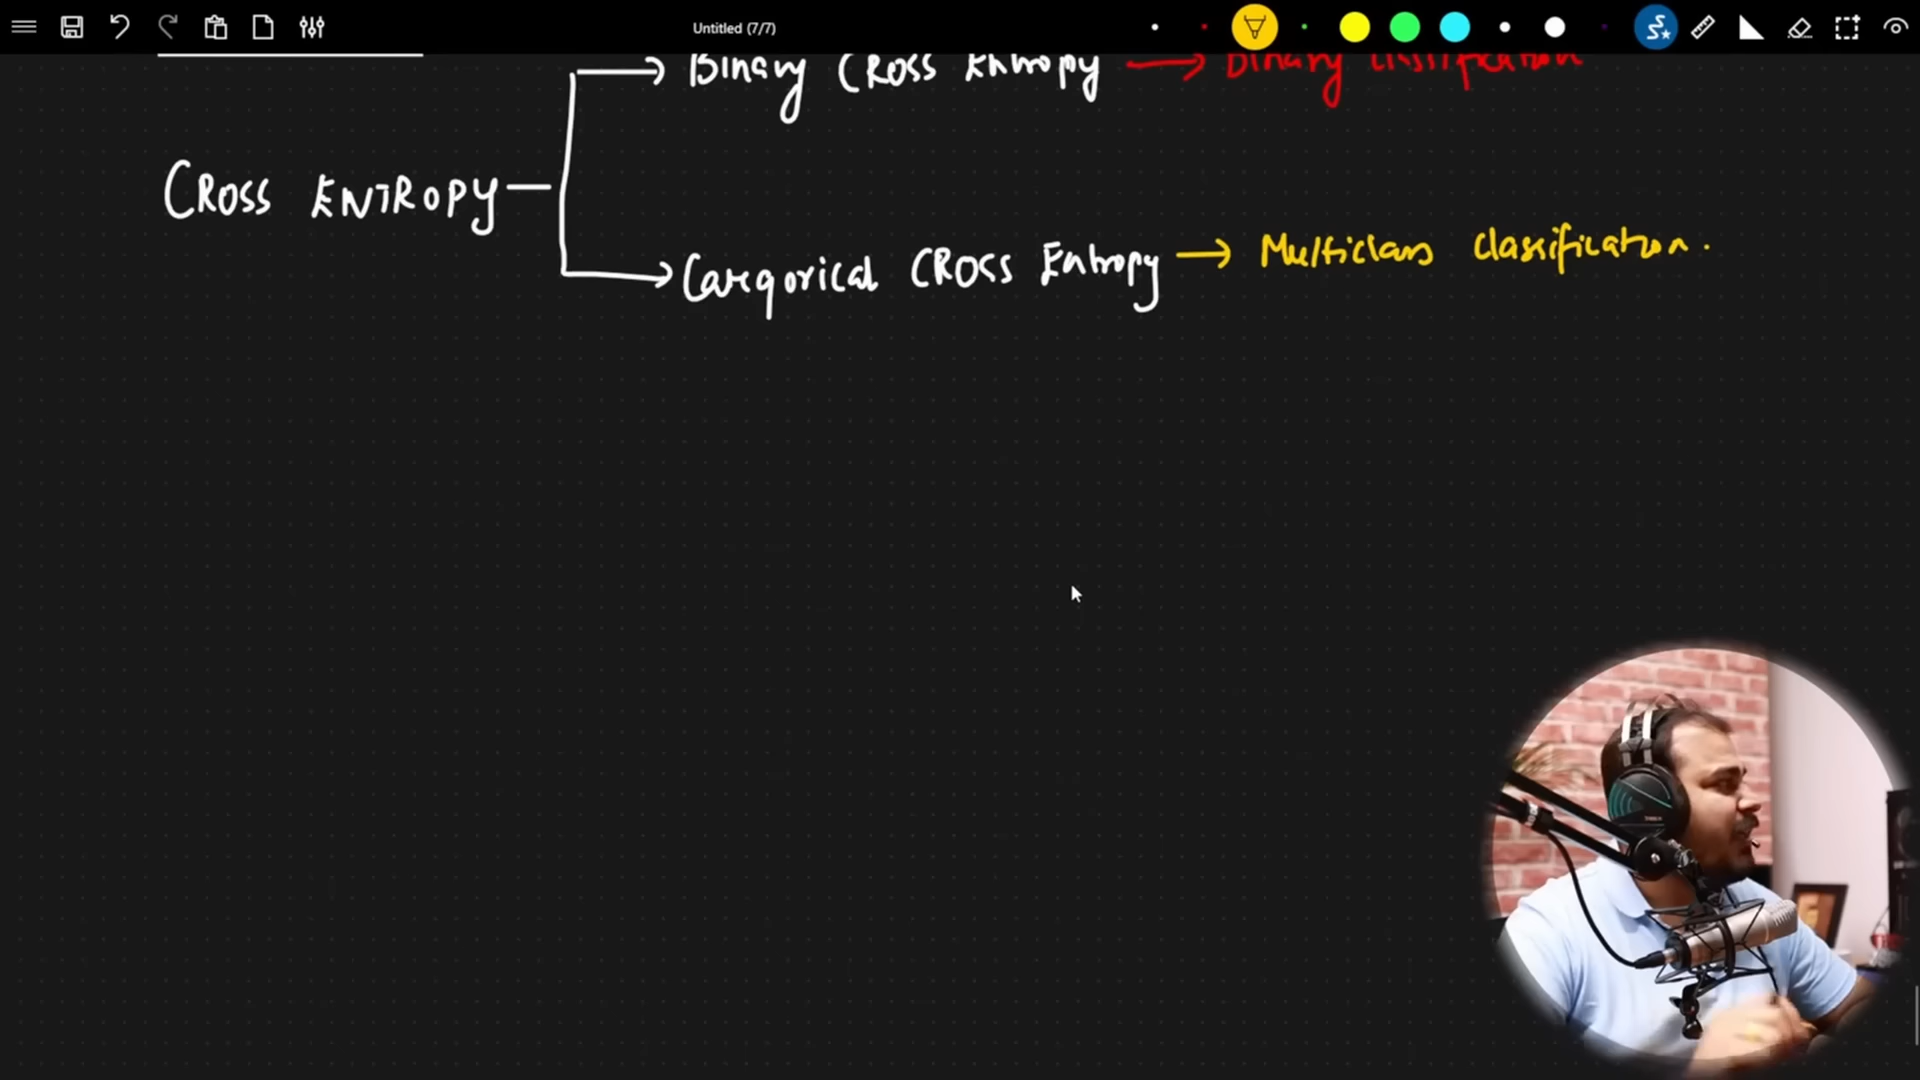 Untitled (7/7)
Binary CROSS Entropy → Binary Classification
CROSS ENTROPY
Categorical CROSS Entropy → Multiclass Classification.